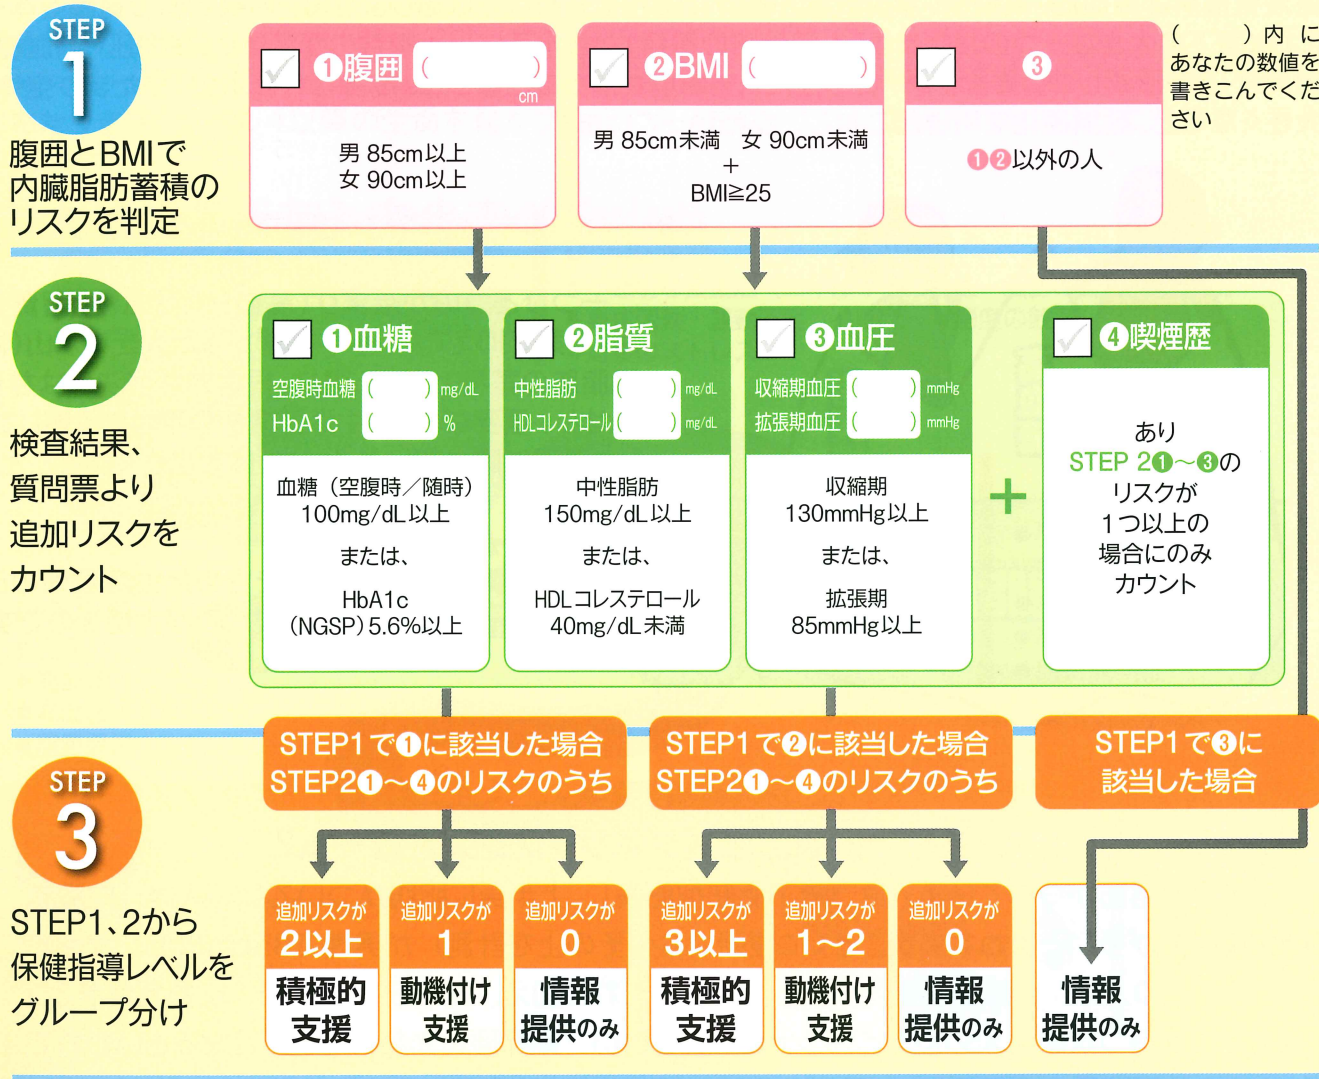 STEP
1
腹囲とBMIで
内臓脂肪蓄積の
リスクを判定
❶腹囲 (　　　)
cm
男 85cm以上
女 90cm以上
❷BMI (　　　)
男 85cm未満　女 90cm未満
+
BMI≧25
❸
❶❷以外の人
(　　)内に
あなたの数値を
書きこんでくだ
さい
STEP
2
検査結果、
質問票より
追加リスクを
カウント
❶血糖
空腹時血糖 (　　) mg/dL
HbA1c (　　) %
血糖（空腹時／随時）
100mg/dL以上
または、
HbA1c
(NGSP)5.6%以上
❷脂質
中性脂肪 (　　) mg/dL
HDLコレステロール (　　) mg/dL
中性脂肪
150mg/dL以上
または、
HDLコレステロール
40mg/dL未満
❸血圧
収縮期血圧 (　　) mmHg
拡張期血圧 (　　) mmHg
収縮期
130mmHg以上
または、
拡張期
85mmHg以上
+
❹喫煙歴
あり
STEP 2❶～❸の
リスクが
1つ以上の
場合にのみ
カウント
STEP
3
STEP1、2から
保健指導レベルを
グループ分け
STEP1で❶に該当した場合
STEP2❶～❹のリスクのうち
追加リスクが
2以上
積極的
支援
追加リスクが
1
動機付け
支援
追加リスクが
0
情報
提供のみ
STEP1で❷に該当した場合
STEP2❶～❹のリスクのうち
追加リスクが
3以上
積極的
支援
追加リスクが
1～2
動機付け
支援
追加リスクが
0
情報
提供のみ
STEP1で❸に
該当した場合
情報
提供のみ